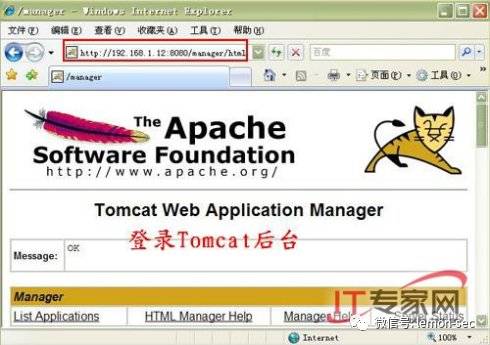 /manager - Windows Internet Explorer
文件(F) 编辑(E) 查看(V) 收藏夹(A) 工具(T)
http://192.168.1.12:8080/manager/html
百度
/manager
页面(P) 工具(O)
The Apache
Software Foundation
http://www.apache.org/
Tomcat Web Application Manager
Message: OK
登录Tomcat后台
Manager
List Applications HTML Manager Help Manager Help Server Status
IT专家网
微信号: lemon-sec
Internet 100%